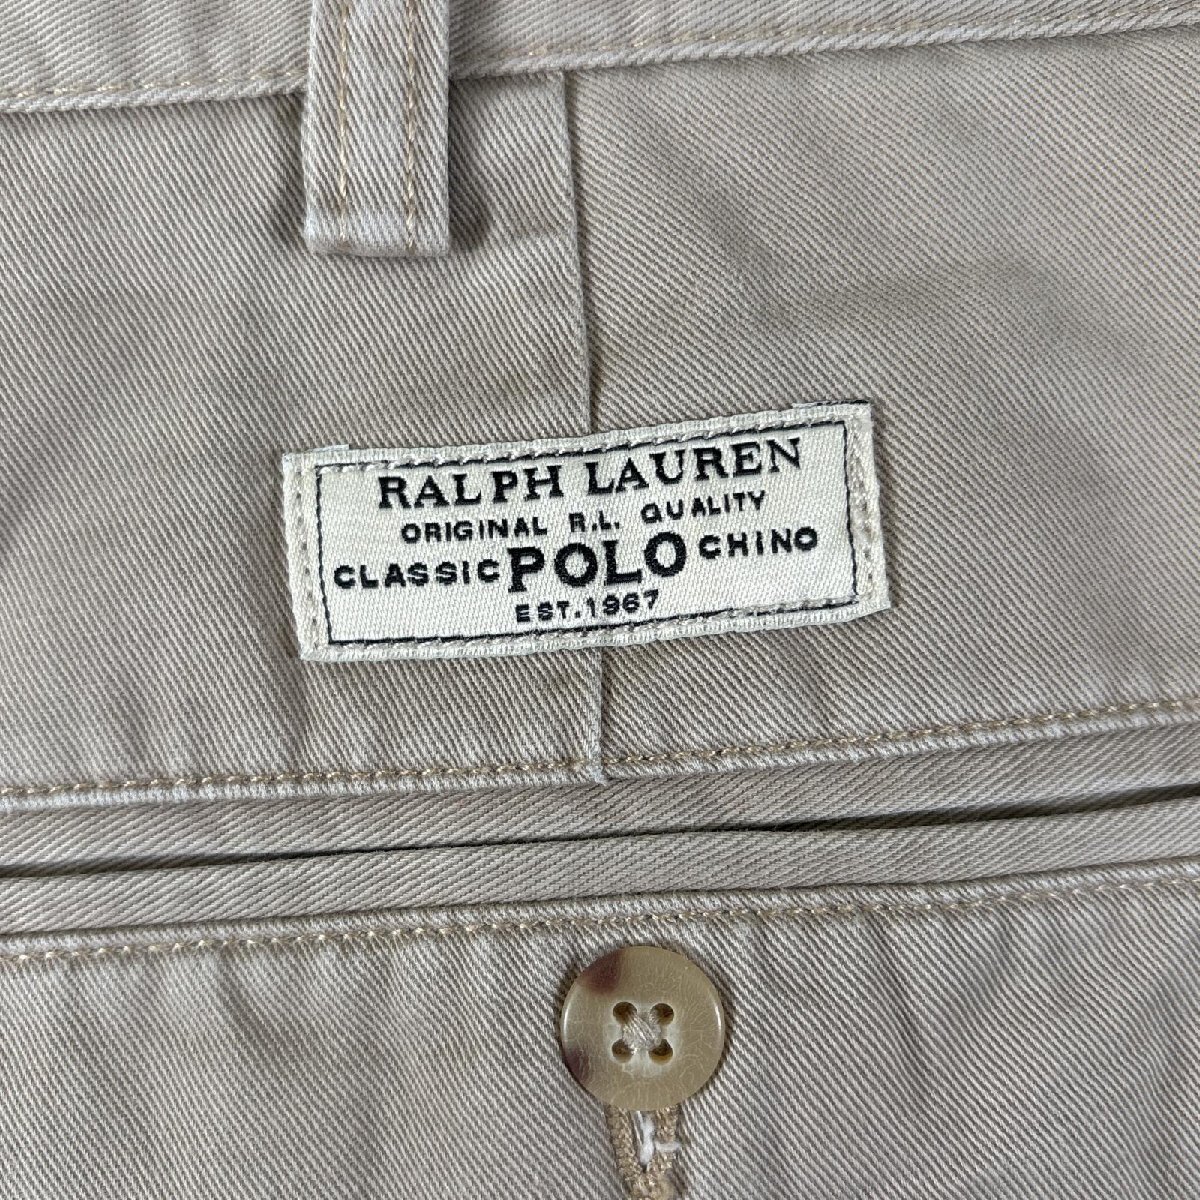 RALPH LAUREN
ORIGINAL R.L. QUALITY
CLASSIC POLO CHINO
EST. 1967